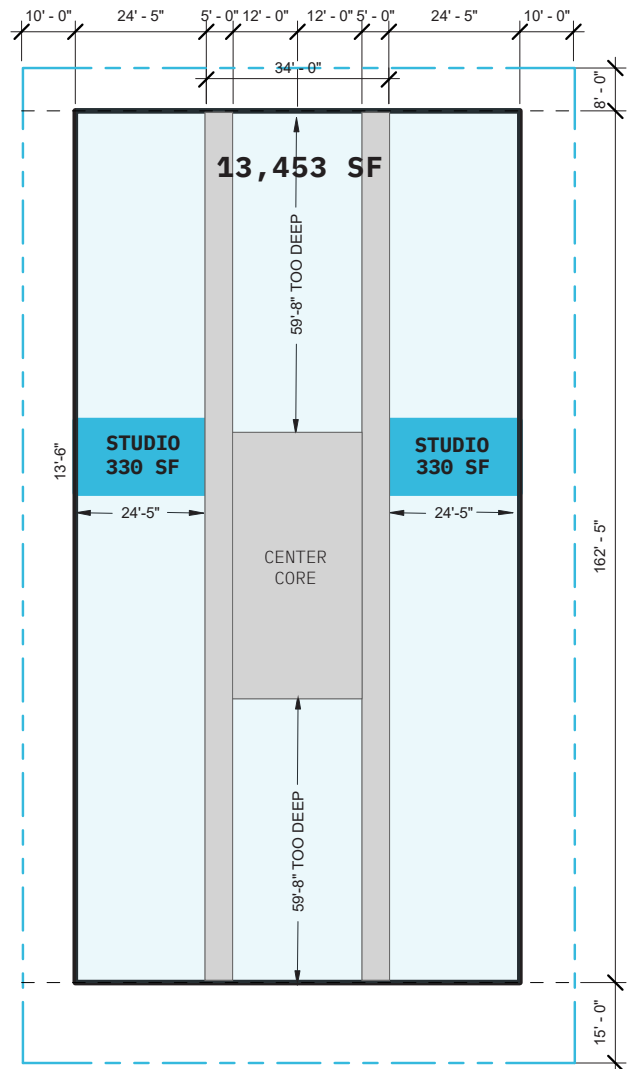 10' - 0" 24' - 5" 5' - 0" 12' - 0" 12' - 0" 5' - 0" 24' - 5" 10' - 0"
34' - 0"
8' - 0"
13,453 SF
59'-8" TOO DEEP
13'-6"
STUDIO
330 SF
STUDIO
330 SF
24'-5"
24'-5"
CENTER
CORE
162' - 5"
59'-8" TOO DEEP
15' - 0"